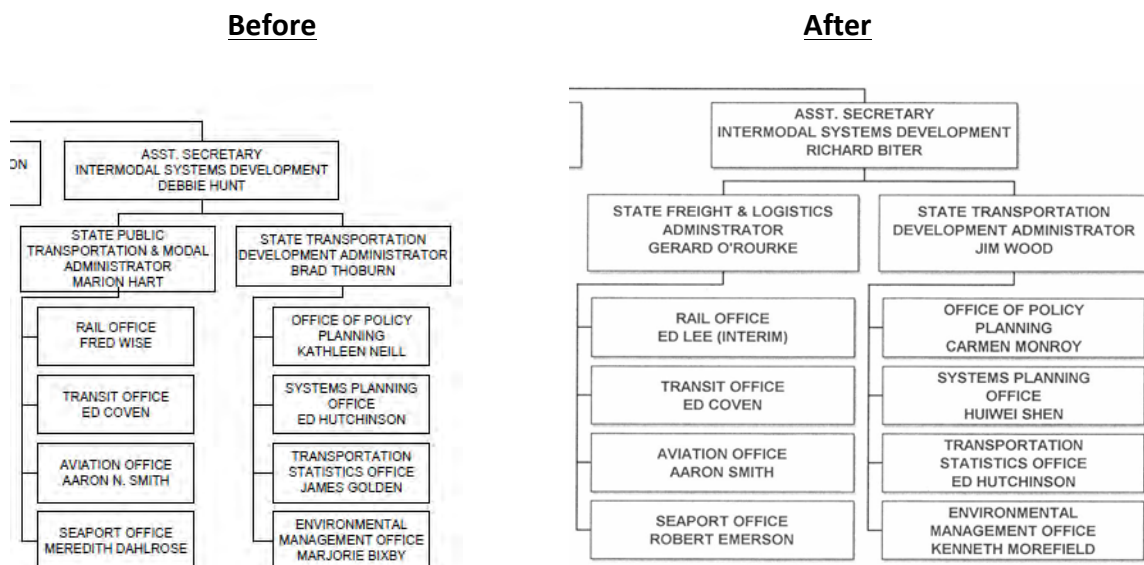 Before
ON
ASST. SECRETARY
INTERMODAL SYSTEMS DEVELOPMENT
DEBBIE HUNT
STATE PUBLIC
TRANSPORTATION & MODAL
ADMINISTRATOR
MARION HART
STATE TRANSPORTATION
DEVELOPMENT ADMINISTRATOR
BRAD THOBURN
RAIL OFFICE
FRED WISE
OFFICE OF POLICY
PLANNING
KATHLEEN NEILL
TRANSIT OFFICE
ED COVEN
SYSTEMS PLANNING
OFFICE
ED HUTCHINSON
AVIATION OFFICE
AARON N. SMITH
TRANSPORTATION
STATISTICS OFFICE
JAMES GOLDEN
SEAPORT OFFICE
MEREDITH DAHLROSE
ENVIRONMENTAL
MANAGEMENT OFFICE
MARJORIE BIXBY
After
ASST. SECRETARY
INTERMODAL SYSTEMS DEVELOPMENT
RICHARD BITER
STATE FREIGHT & LOGISTICS
ADMINSTRATOR
GERARD O'ROURKE
STATE TRANSPORTATION
DEVELOPMENT ADMINISTRATOR
JIM WOOD
RAIL OFFICE
ED LEE (INTERIM)
OFFICE OF POLICY
PLANNING
CARMEN MONROY
TRANSIT OFFICE
ED COVEN
SYSTEMS PLANNING
OFFICE
HUIWEI SHEN
AVIATION OFFICE
AARON SMITH
TRANSPORTATION
STATISTICS OFFICE
ED HUTCHINSON
SEAPORT OFFICE
ROBERT EMERSON
ENVIRONMENTAL
MANAGEMENT OFFICE
KENNETH MOREFIELD